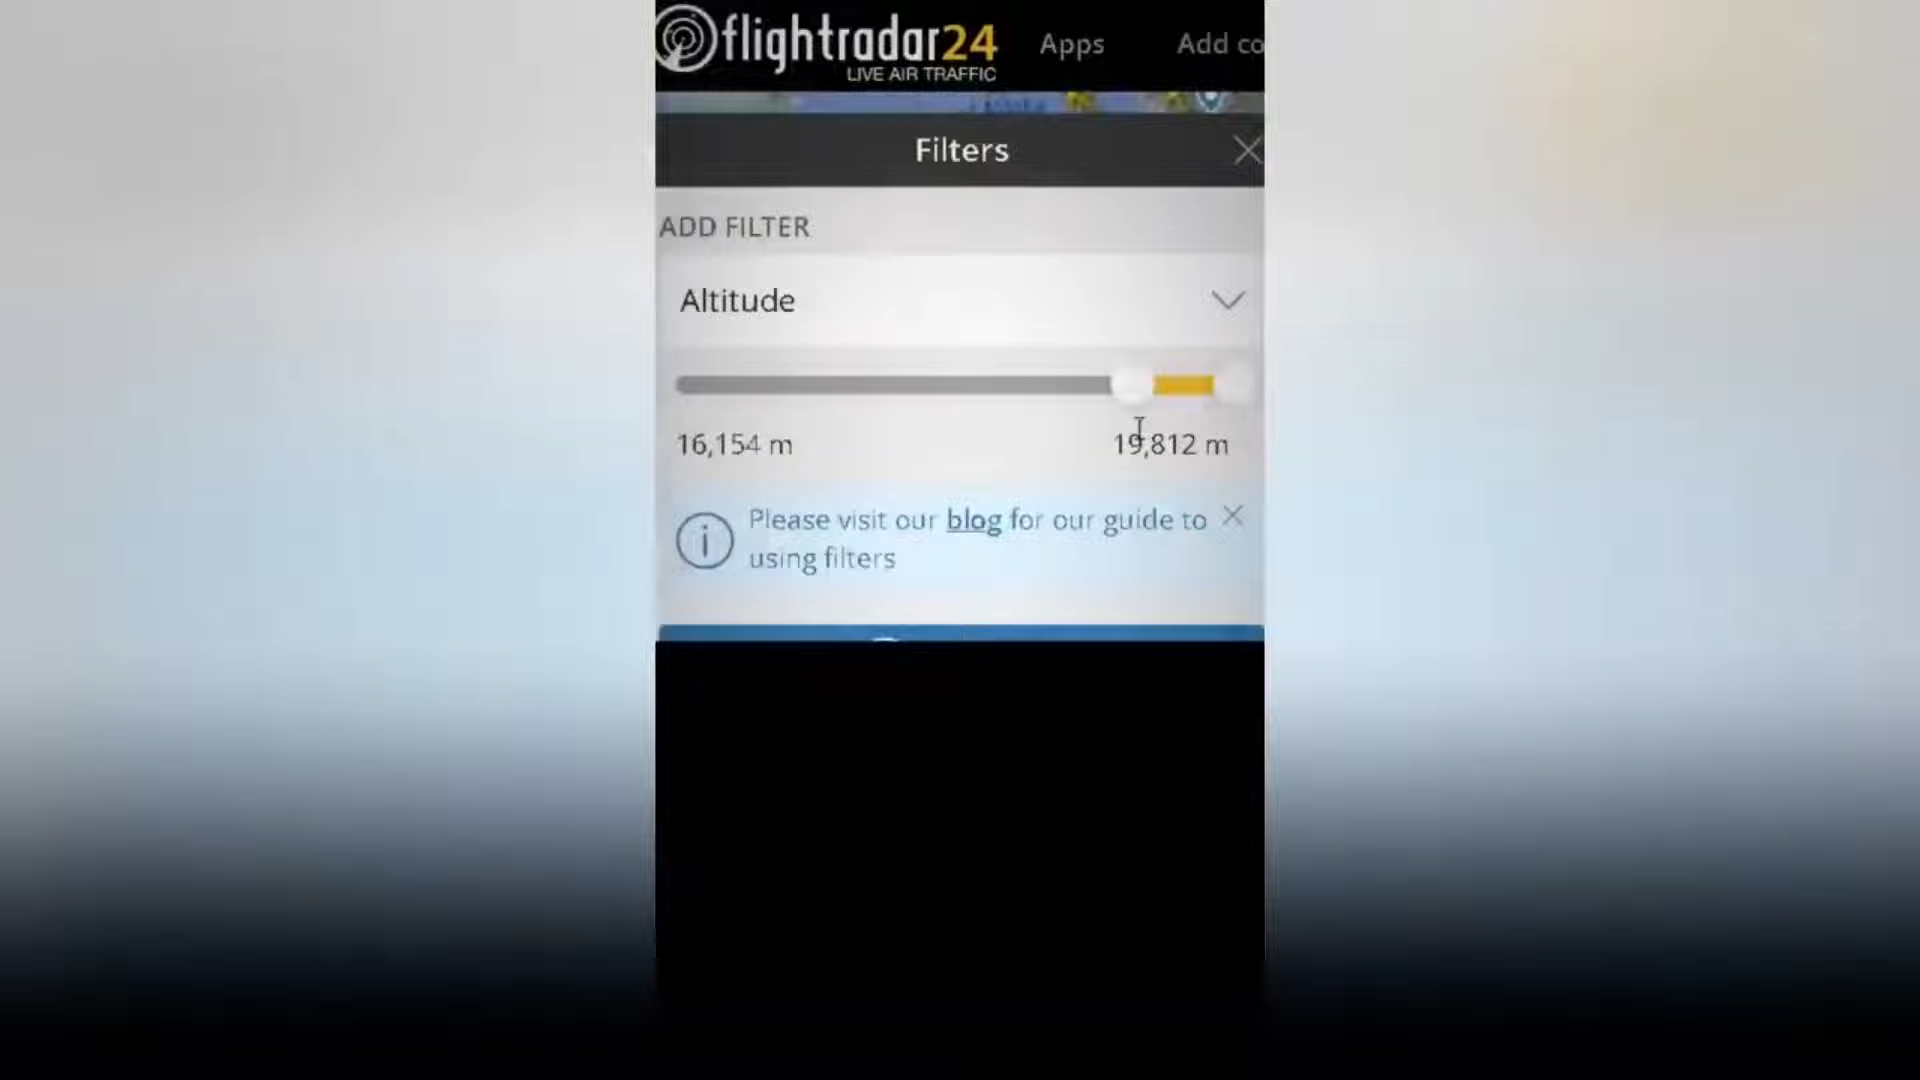 flightradar24
LIVE AIR TRAFFIC
Apps
Add co
Filters
ADD FILTER
Altitude
16,154 m
19,812 m
Please visit our blog for our guide to
using filters